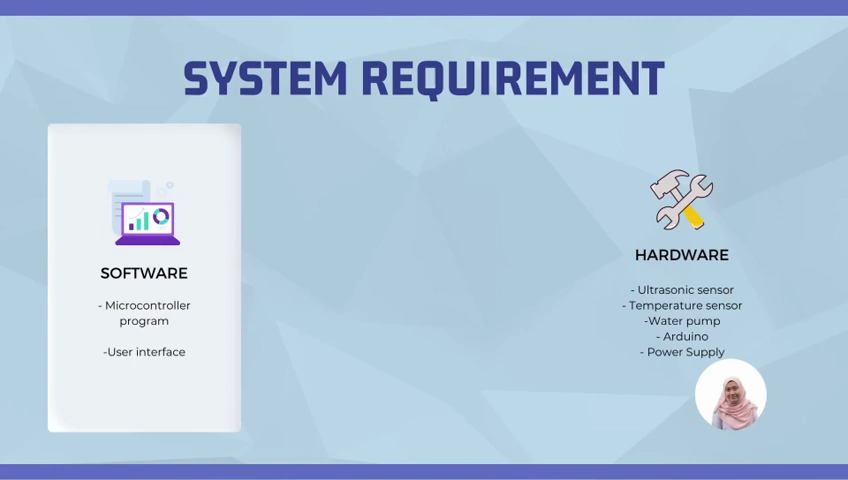 SYSTEM REQUIREMENT
SOFTWARE
- Microcontroller
program
-User interface
HARDWARE
- Ultrasonic sensor
- Temperature sensor
-Water pump
- Arduino
- Power Supply